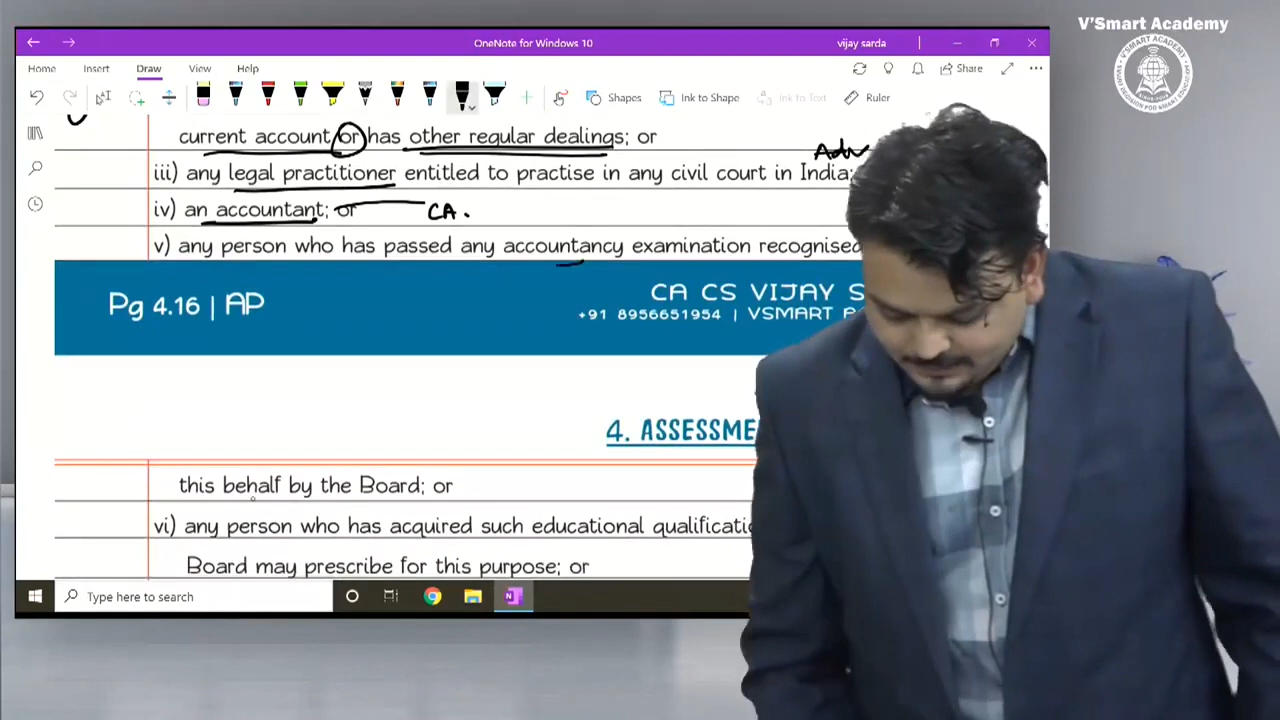 V'Smart Academy
OneNote for Windows 10
vijay sarda
Home Insert Draw View Help
Share
Shapes Ink to Shape Ink to Text Ruler
current account or has other regular dealings; or
Adv
iii) any legal practitioner entitled to practise in any civil court in India;
iv) an accountant; or CA.
v) any person who has passed any accountancy examination recognised
Pg 4.16 | AP
CA CS VIJAY S
+91 8956651954 | VSMART
4. ASSESSME
this behalf by the Board; or
vi) any person who has acquired such educational
Board may prescribe for this purpose; or
Type here to search